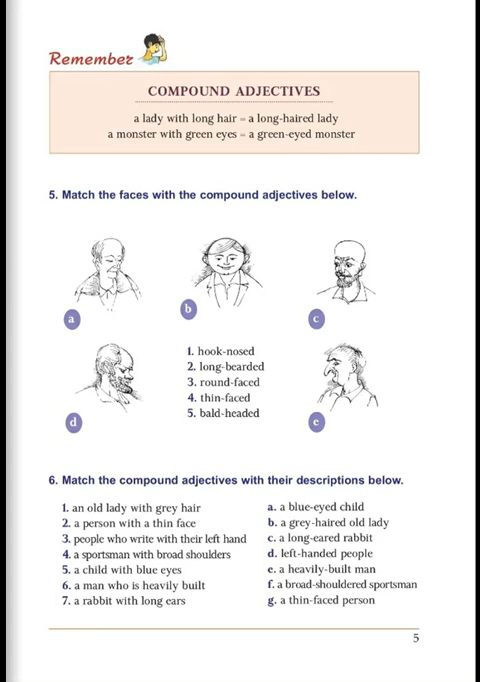 Remember
COMPOUND ADJECTIVES
a lady with long hair = a long-haired lady
a monster with green eyes = a green-eyed monster
5. Match the faces with the compound adjectives below.
a
b
c
1. hook-nosed
2. long-bearded
3. round-faced
4. thin-faced
5. bald-headed
d
e
6. Match the compound adjectives with their descriptions below.
1. an old lady with grey hair
2. a person with a thin face
3. people who write with their left hand
4. a sportsman with broad shoulders
5. a child with blue eyes
6. a man who is heavily built
7. a rabbit with long ears
a. a blue-eyed child
b. a grey-haired old lady
c. a long-eared rabbit
d. left-handed people
e. a heavily-built man
f. a broad-shouldered sportsman
g. a thin-faced person
5